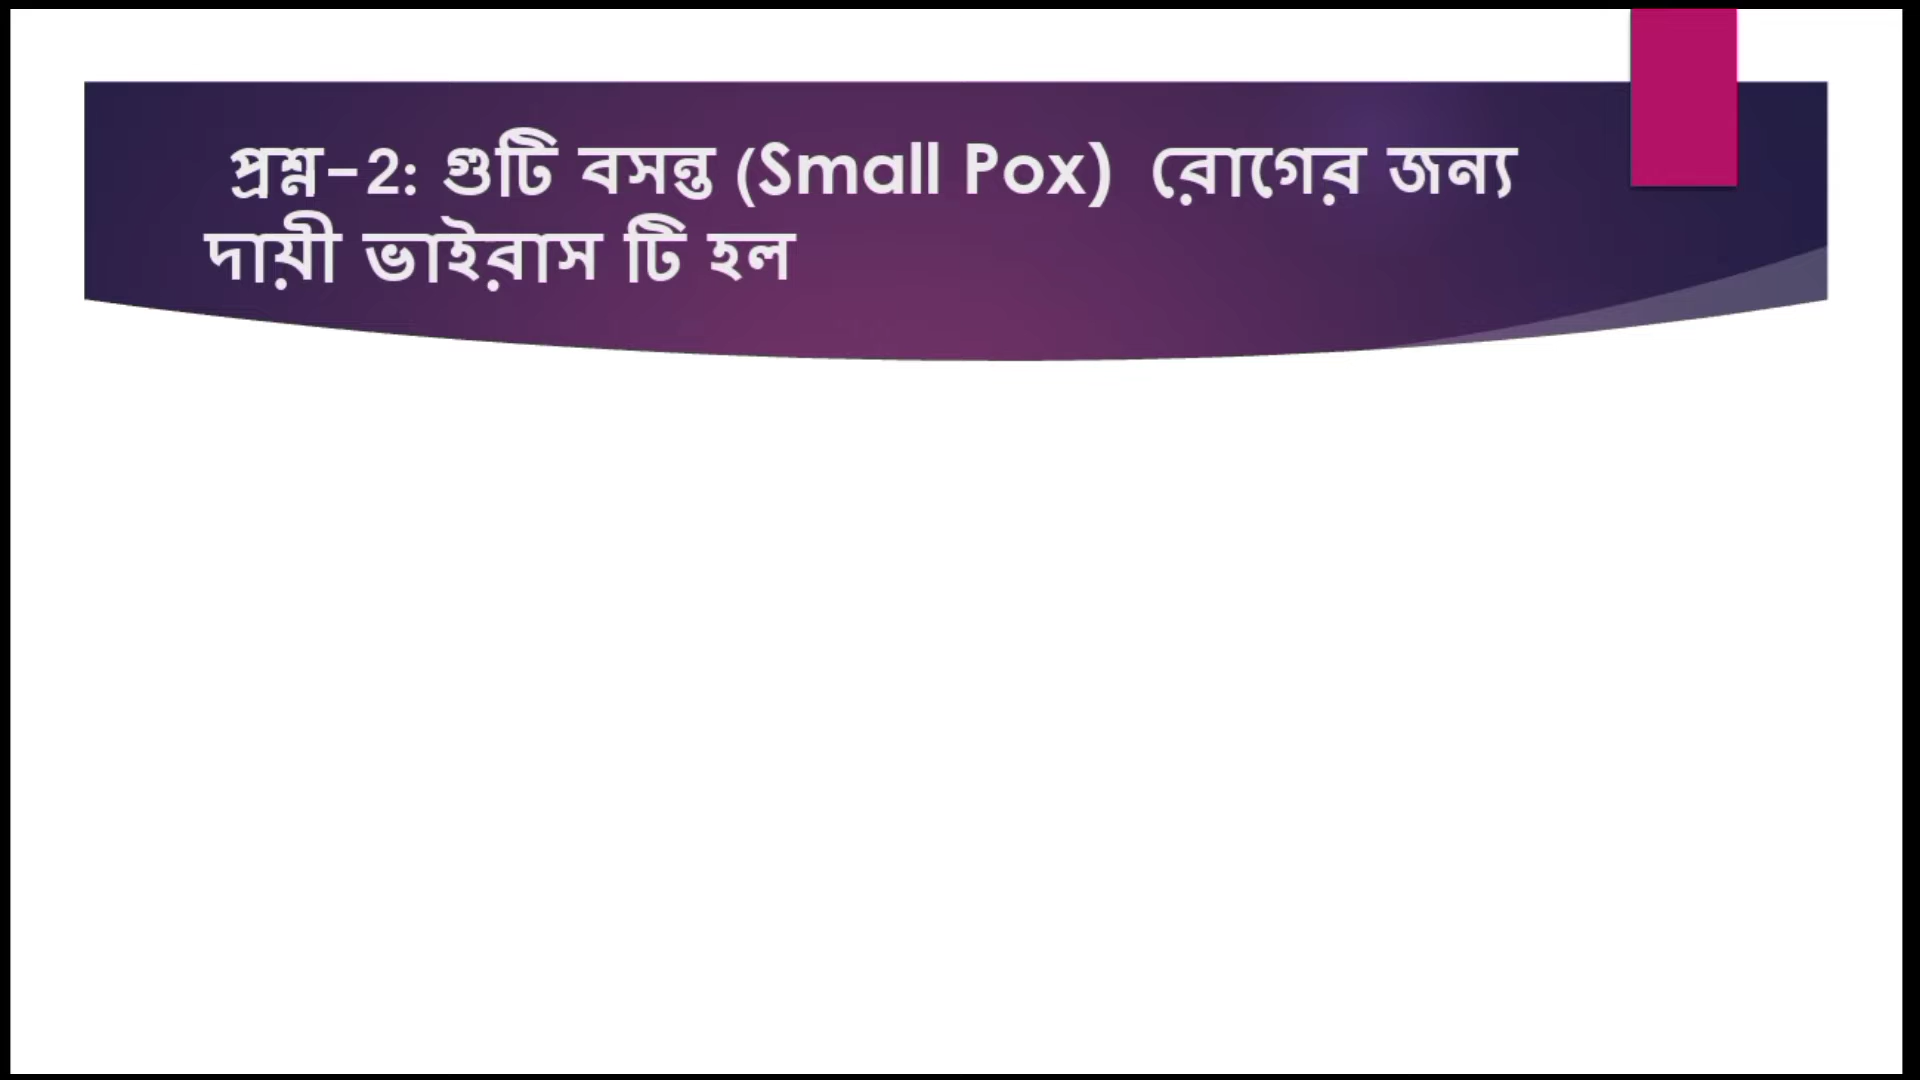 প্রশ্ন-2: গুটি বসন্ত (Small Pox) রোগের জন্য
দায়ী ভাইরাস টি হল